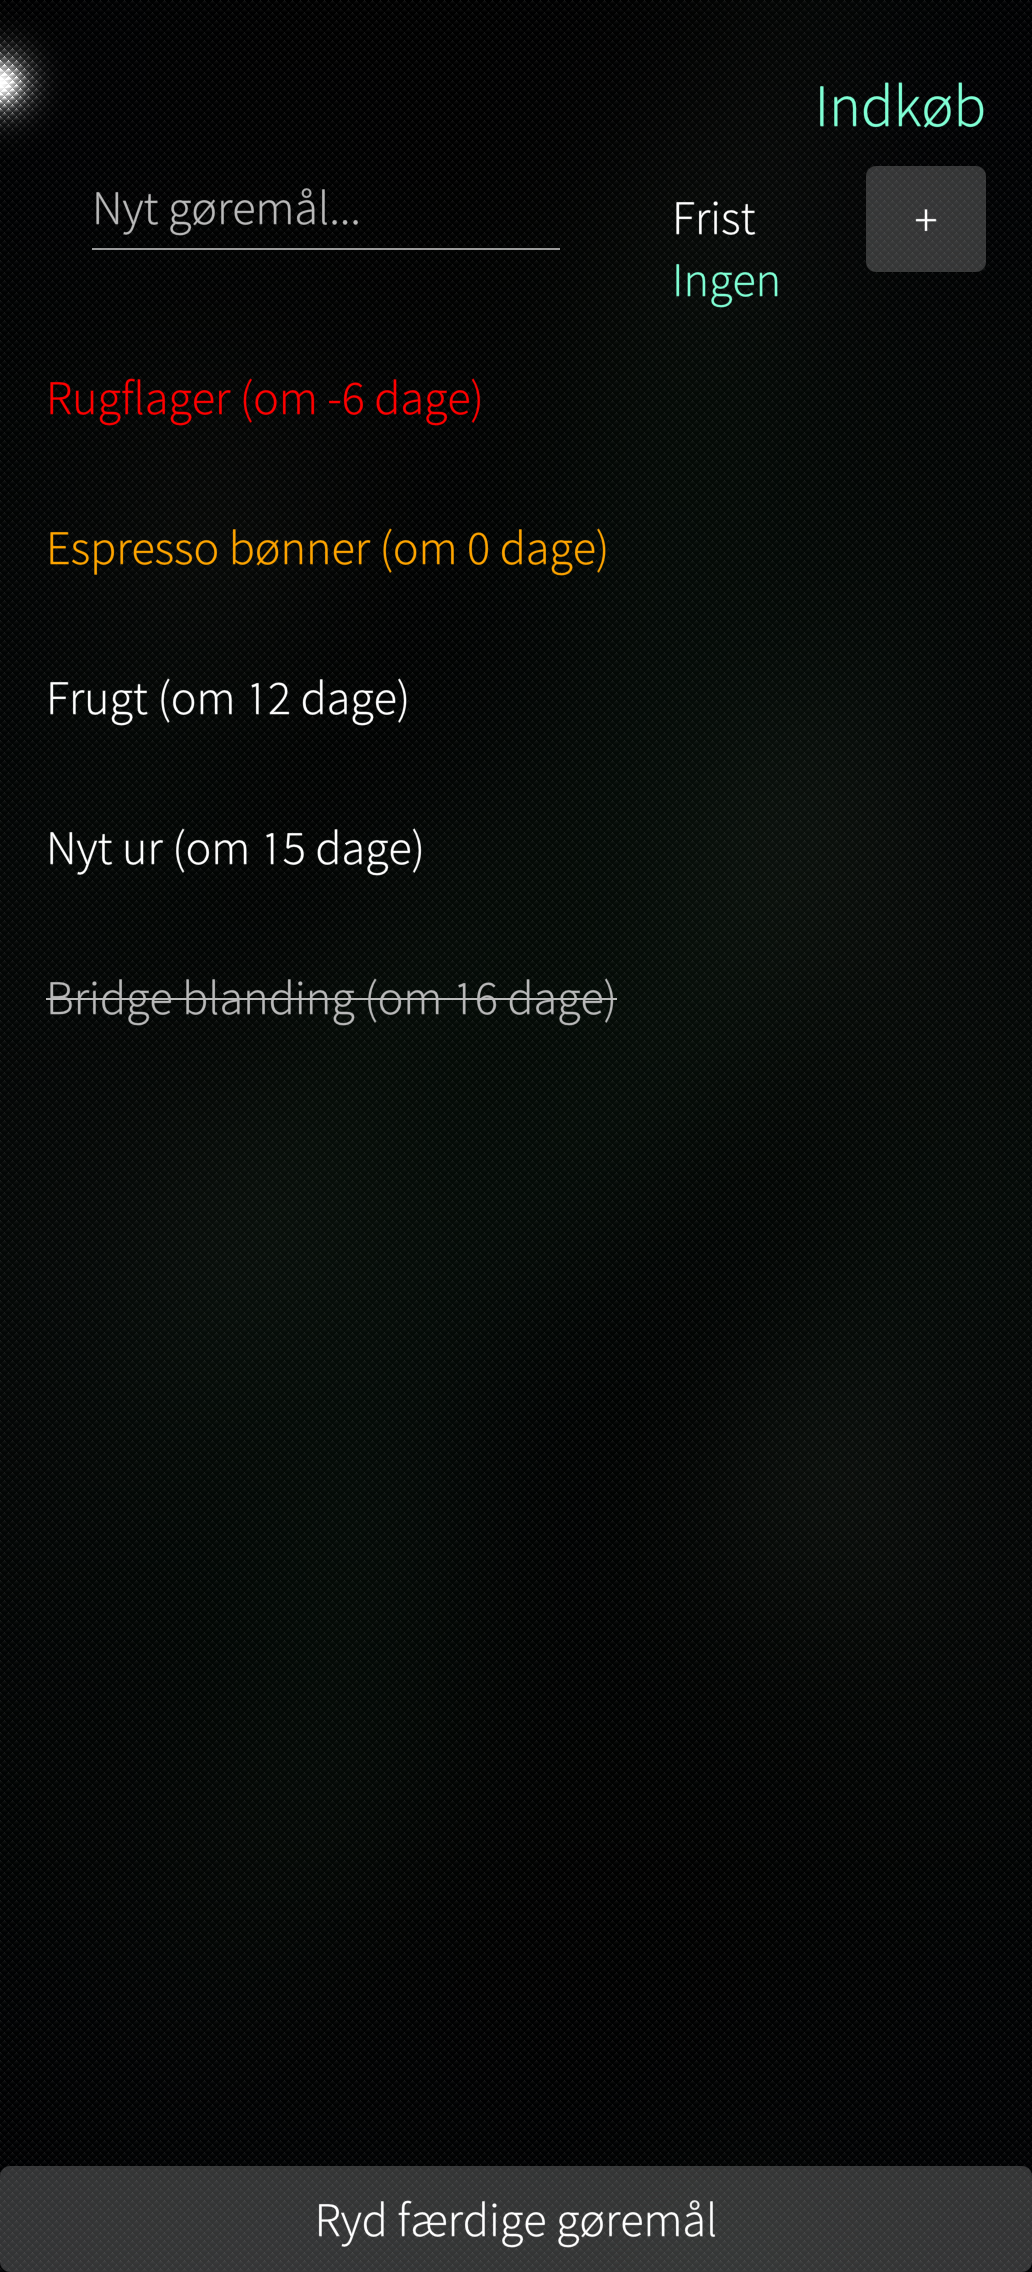 Indkøb
Nyt gøremål...
Frist
+
Ingen
Rugflager (om -6 dage)
Espresso bønner (om 0 dage)
Frugt (om 12 dage)
Nyt ur (om 15 dage)
Bridge blanding (om 16 dage)
Ryd færdige gøremål